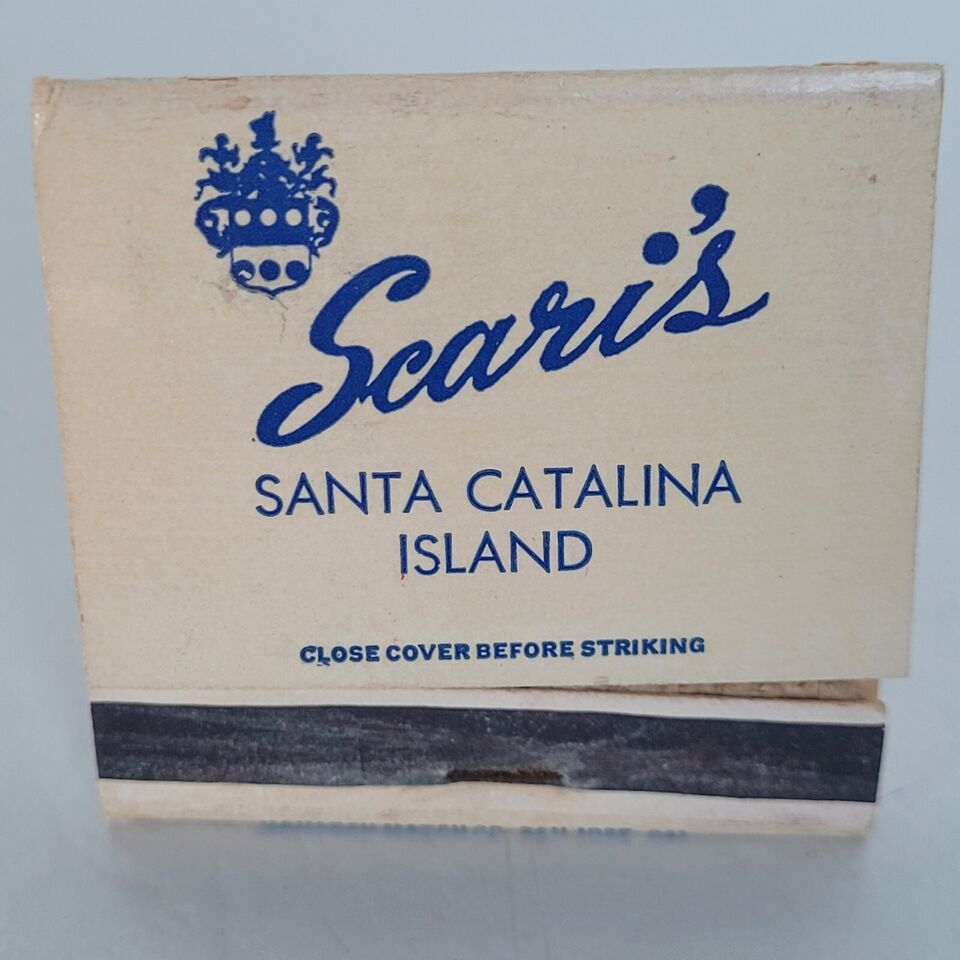 Scari's
SANTA CATALINA
ISLAND
CLOSE COVER BEFORE STRIKING